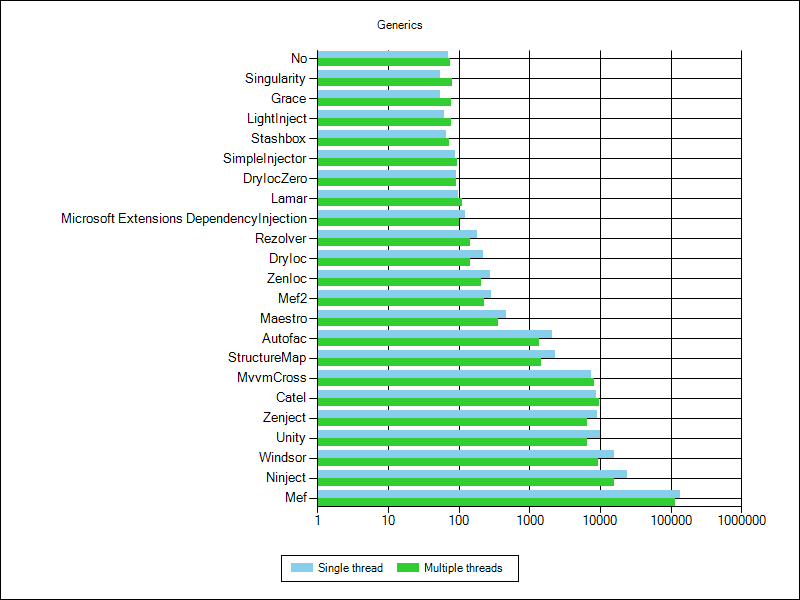 Generics
No
Singularity
Grace
LightInject
Stashbox
SimpleInjector
DryIocZero
Lamar
Microsoft Extensions DependencyInjection
Rezolver
DryIoc
ZenIoc
Mef2
Maestro
Autofac
StructureMap
MvvmCross
Catel
Zenject
Unity
Windsor
Ninject
Mef
1 10 100 1000 10000 100000 1000000
Single thread Multiple threads